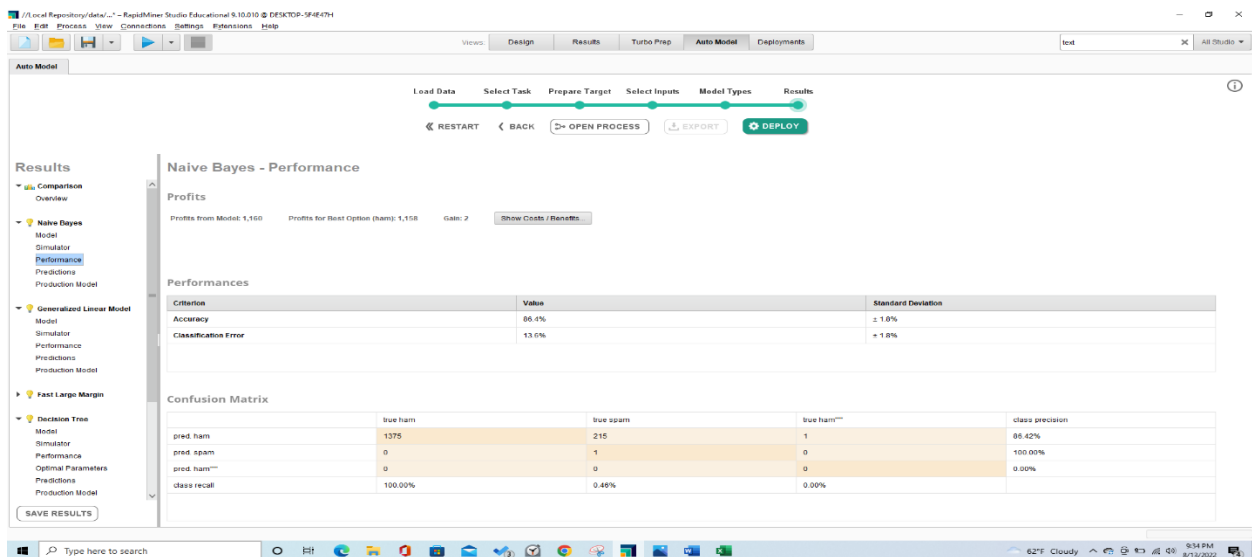 //Local Repository/data/...* – RapidMiner Studio Educational 9.10.010 @ DESKTOP-5F4E47H
File Edit Process View Connections Settings Extensions Help
Views: Design Results Turbo Prep Auto Model Deployments text All Studio
Auto Model
Load Data Select Task Prepare Target Select Inputs Model Types Results
RESTART BACK OPEN PROCESS EXPORT DEPLOY
Results
Comparison
Overview
Naive Bayes
Model
Simulator
Performance
Predictions
Production Model
Generalized Linear Model
Model
Simulator
Performance
Predictions
Production Model
Fast Large Margin
Decision Tree
Model
Simulator
Performance
Optimal Parameters
Predictions
Production Model
SAVE RESULTS
Naive Bayes - Performance
Profits
Profits from Model: 1,160 Profits for Best Option (ham): 1,158 Gain: 2 Show Costs / Benefits...
Performances
Criterion Value Standard Deviation
Accuracy 86.4% ± 1.8%
Classification Error 13.6% ± 1.8%
Confusion Matrix
true ham true spam true ham"" class precision
pred. ham 1375 215 1 86.42%
pred. spam 0 1 0 100.00%
pred. ham"" 0 0 0 0.00%
class recall 100.00% 0.46% 0.00%
Type here to search 62°F Cloudy 9:34 PM
8/13/2022